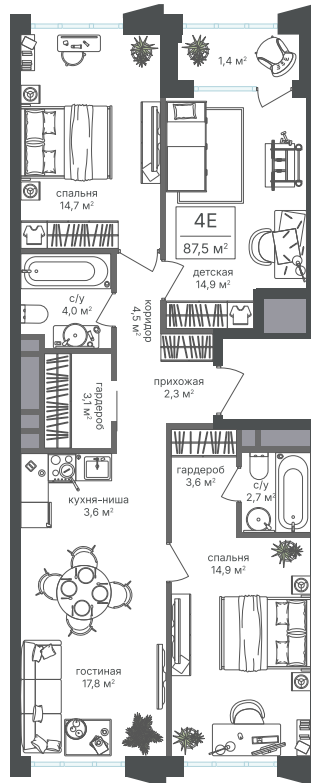 1,4 м²
спальня
14,7 м²
4Е
87,5 м²
детская
14,9 м²
с/у
4,0 м²
коридор
4,5 м²
гардероб
3,1 м²
прихожая
2,3 м²
гардероб
3,6 м²
с/у
2,7 м²
кухня-ниша
3,6 м²
спальня
14,9 м²
гостиная
17,8 м²